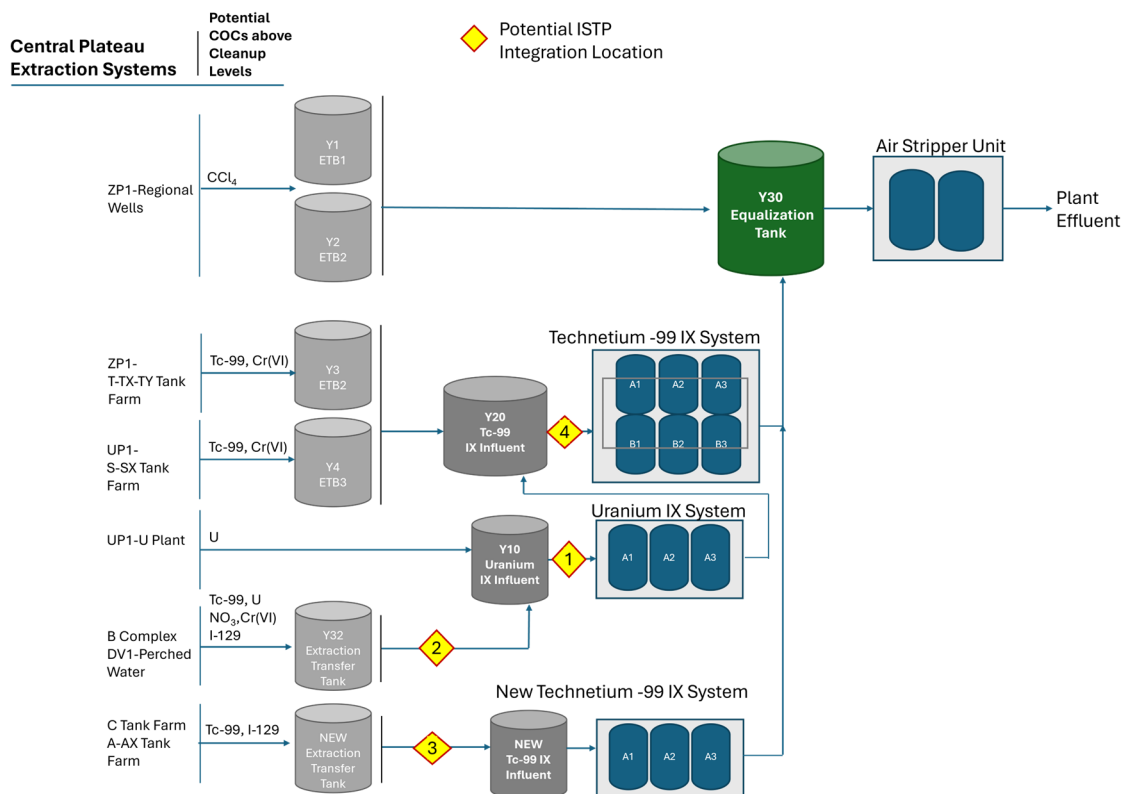 Central Plateau
Extraction Systems
Potential
COCs above
Cleanup
Levels
Potential ISTP
Integration Location
ZP1-Regional
Wells
CCl₄
Y1
ETB1
Y2
ETB2
Y30
Equalization
Tank
Air Stripper Unit
Plant
Effluent
ZP1-
T-TX-TY Tank
Farm
Tc-99, Cr(VI)
Y3
ETB2
UP1-
S-SX Tank
Farm
Tc-99, Cr(VI)
Y4
ETB3
Y20
Tc-99
IX Influent
4
Technetium -99 IX System
A1
A2
A3
B1
B2
B3
UP1-U Plant
U
Y10
Uranium
IX Influent
1
Uranium IX System
A1
A2
A3
B Complex
DV1-Perched
Water
Tc-99, U
NO₃,Cr(VI)
I-129
Y32
Extraction
Transfer
Tank
2
C Tank Farm
A-AX Tank
Farm
Tc-99, I-129
NEW
Extraction
Transfer
Tank
3
NEW
Tc-99 IX
Influent
New Technetium -99 IX System
A1
A2
A3